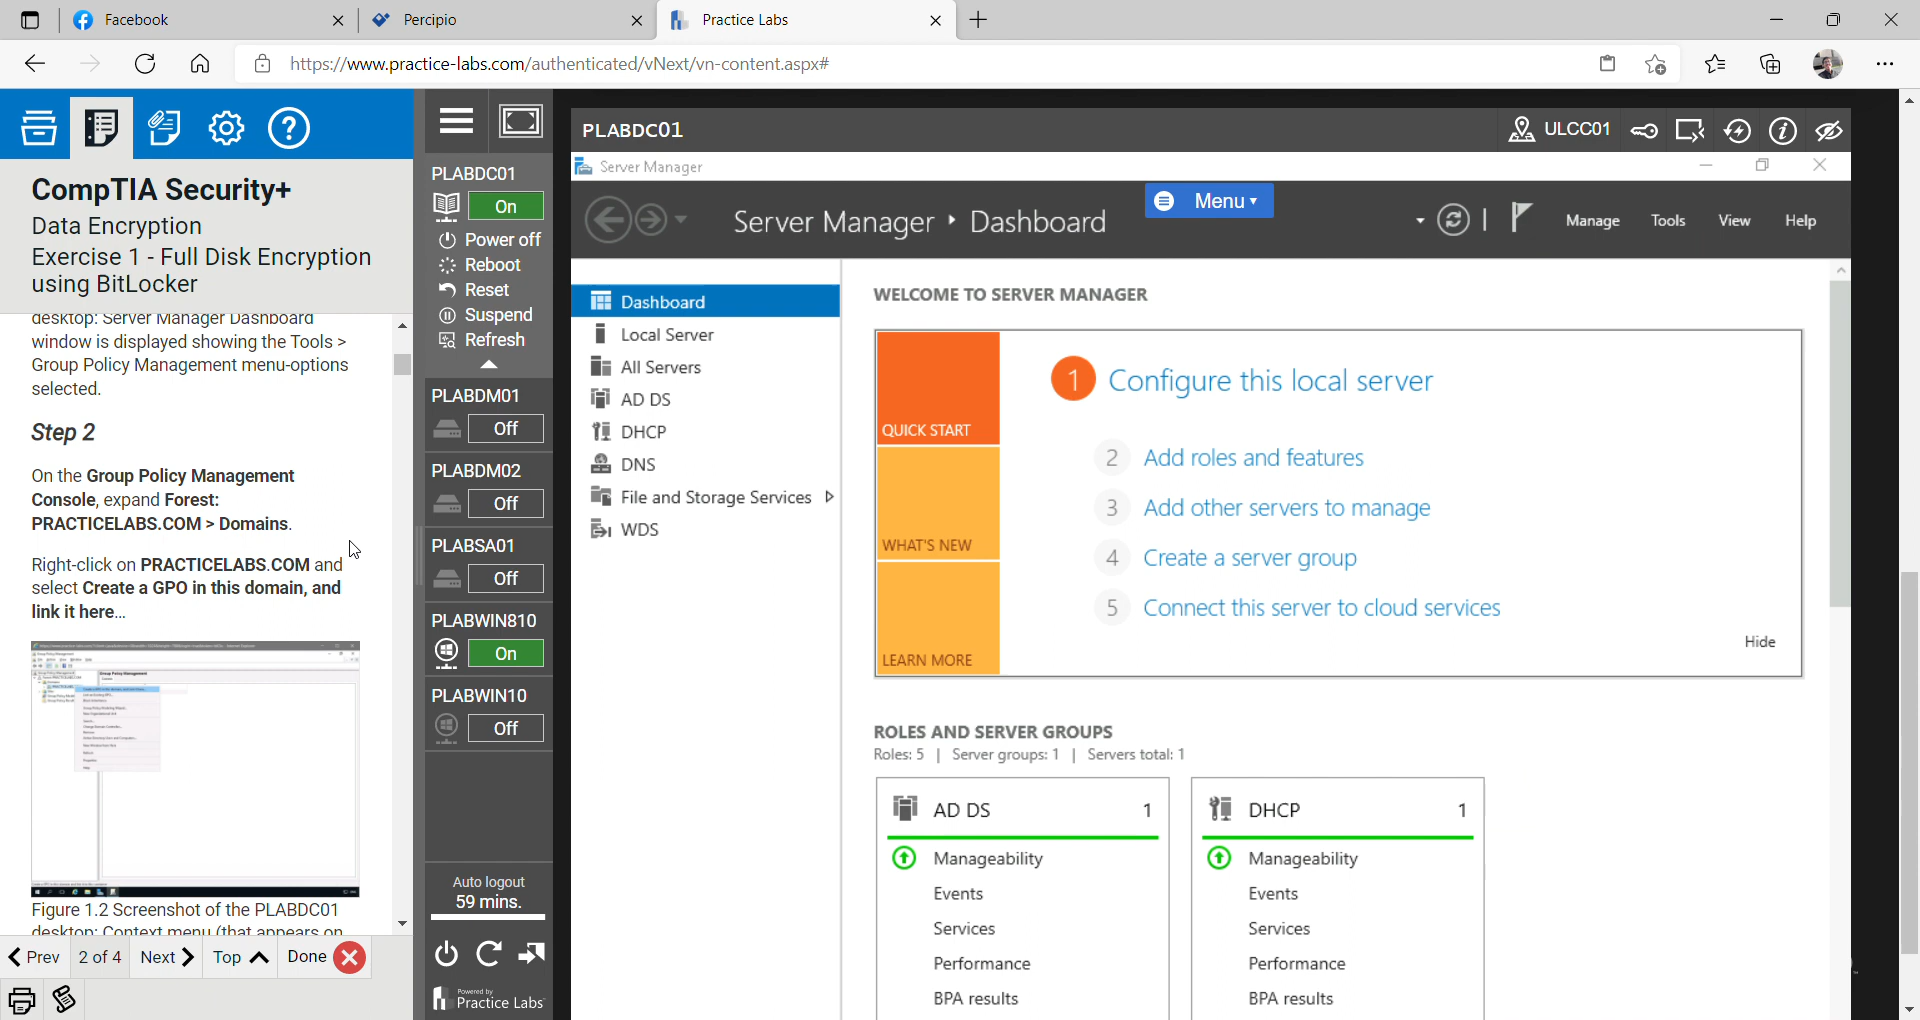 Facebook
Percipio
Practice Labs
https://www.practice-labs.com/authenticated/vNext/vn-content.aspx#
CompTIA Security+
Data Encryption
Exercise 1 - Full Disk Encryption
using BitLocker
desktop: Server Manager Dashboard
window is displayed showing the Tools >
Group Policy Management menu-options
selected.
Step 2
On the Group Policy Management
Console, expand Forest:
PRACTICELABS.COM > Domains.
Right-click on PRACTICELABS.COM and
select Create a GPO in this domain, and
link it here...
Figure 1.2 Screenshot of the PLABDC01
desktop: Context menu (that appears on
Prev
2 of 4
Next
Top
Done
PLABDC01
On
Power off
Reboot
Reset
Suspend
Refresh
PLABDM01
Off
PLABDM02
Off
PLABSA01
Off
PLABWIN810
On
PLABWIN10
Off
Auto logout
59 mins.
Powered by
Practice Labs
PLABDC01
ULCC01
Server Manager
Server Manager ‣ Dashboard
Menu
Manage
Tools
View
Help
Dashboard
Local Server
All Servers
AD DS
DHCP
DNS
File and Storage Services
WDS
WELCOME TO SERVER MANAGER
QUICK START
WHAT'S NEW
LEARN MORE
1 Configure this local server
2 Add roles and features
3 Add other servers to manage
4 Create a server group
5 Connect this server to cloud services
Hide
ROLES AND SERVER GROUPS
Roles: 5 | Server groups: 1 | Servers total: 1
AD DS 1
Manageability
Events
Services
Performance
BPA results
DHCP 1
Manageability
Events
Services
Performance
BPA results